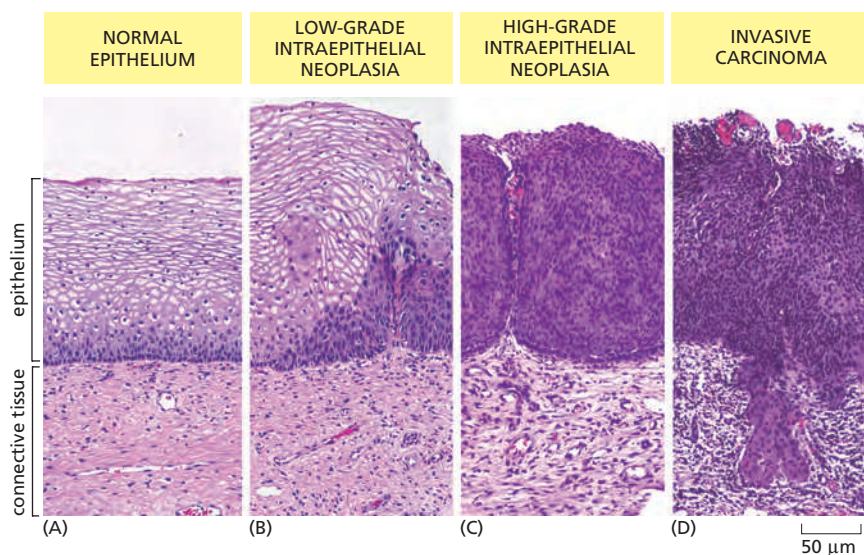 NORMAL
EPITHELIUM
LOW-GRADE
INTRAEPITHELIAL
NEOPLASIA
HIGH-GRADE
INTRAEPITHELIAL
NEOPLASIA
INVASIVE
CARCINOMA
epithelium
connective tissue
(A)
(B)
(C)
(D)
50 μm